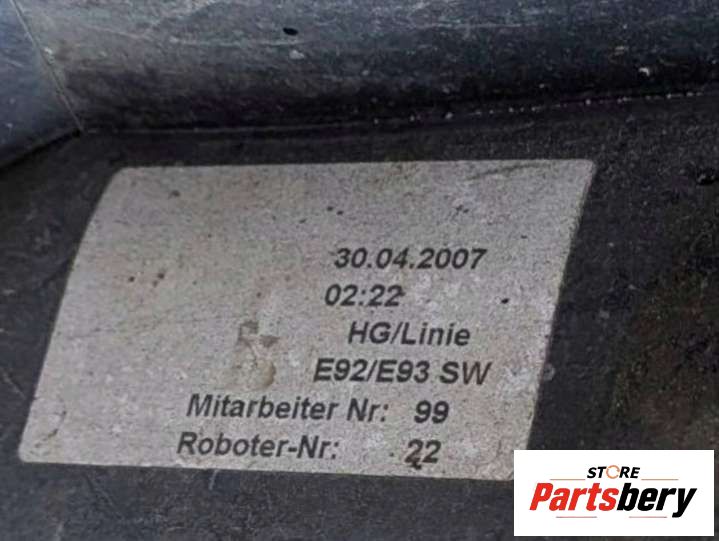 30.04.2007
02:22
HG/Linie
E92/E93 SW
Mitarbeiter Nr: 99
Roboter-Nr: 22
STORE
Partsbery